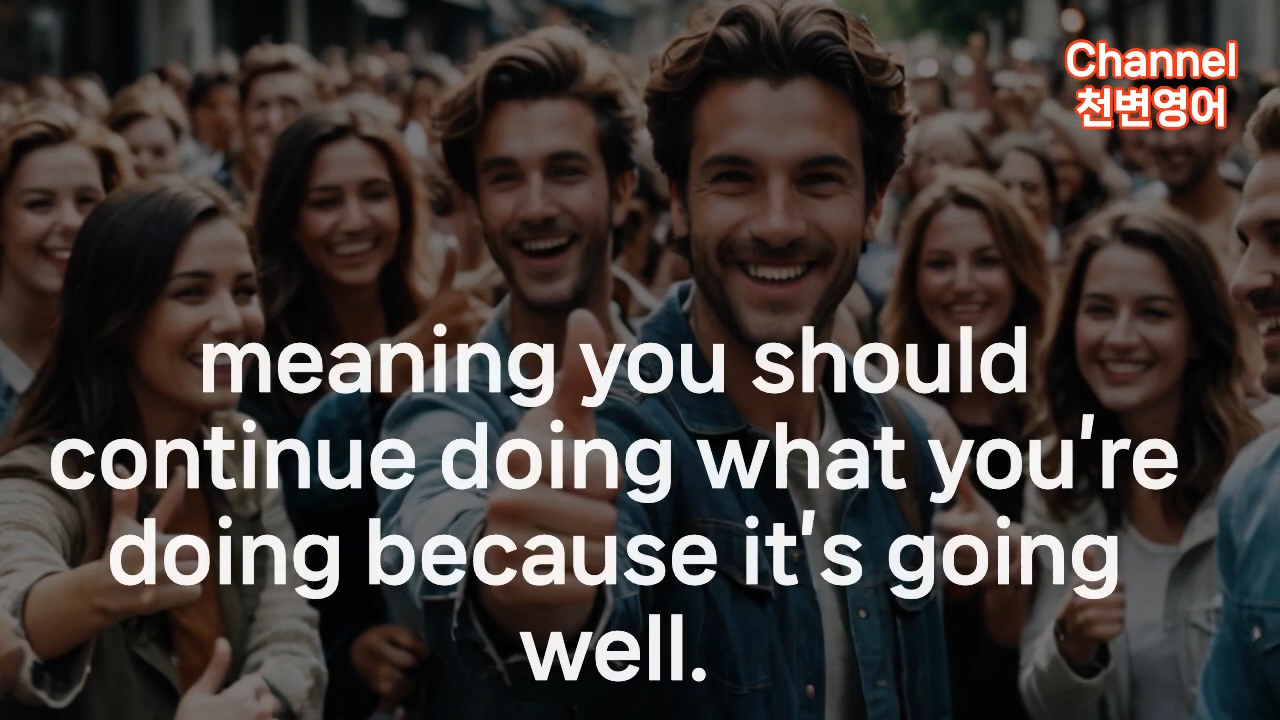 Channel
천변영어
meaning you should
continue doing what you're
doing because it's going
well.